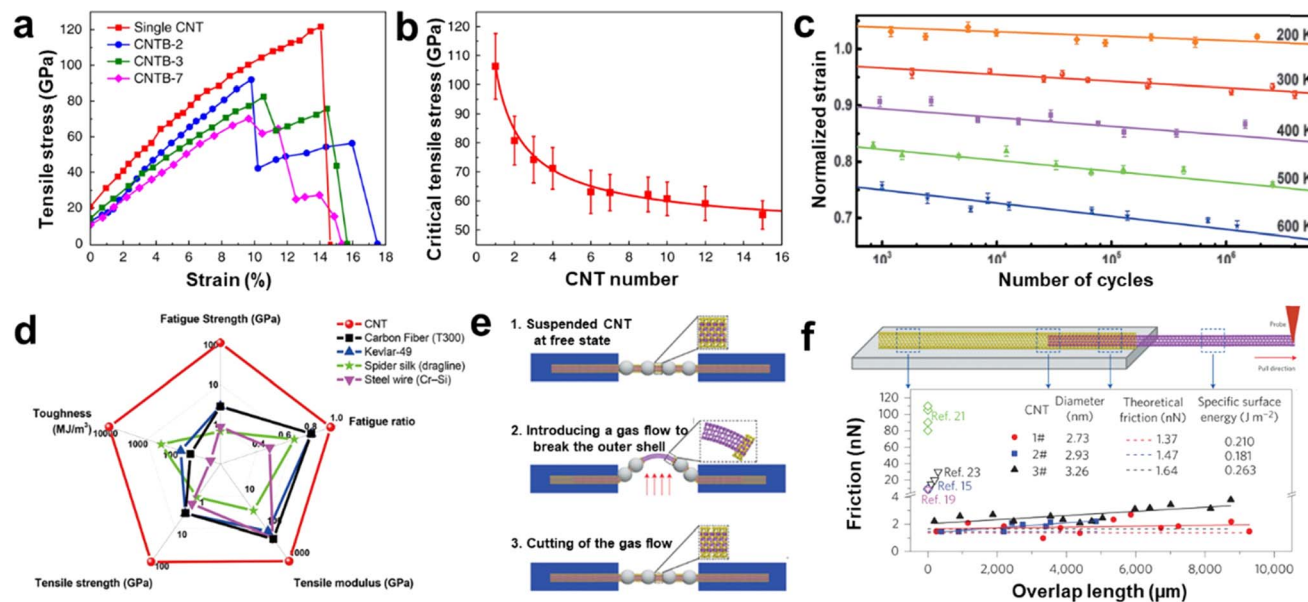 a
Tensile stress (GPa)
140
120
100
80
60
40
20
0
Single CNT
CNTB-2
CNTB-3
CNTB-7
0 2 4 6 8 10 12 14 16 18
Strain (%)
b
Critical tensile stress (GPa)
120
110
100
90
80
70
60
50
0 2 4 6 8 10 12 14 16
CNT number
c
Normalized strain
1.0
0.9
0.8
0.7
200 K
300 K
400 K
500 K
600 K
10³ 10⁴ 10⁵ 10⁶
Number of cycles
d
Fatigue Strength (GPa)
CNT
Carbon Fiber (T300)
Kevlar-49
Spider silk (dragline)
Steel wire (Cr–Si)
100
10
1
Toughness
(MJ/m³)
10000
1000
100
Fatigue ratio
1.0
0.8
0.6
0.4
10
100
1
10
100
Tensile strength (GPa)
Tensile modulus (GPa)
e
1. Suspended CNT
at free state
2. Introducing a gas flow to
break the outer shell
3. Cutting of the gas flow
f
Probe
Pull direction
Friction (nN)
120
110
100
80
60
40
20
4
2
0
Ref. 21
Ref. 23
Ref. 15
Ref. 19
CNT Diameter (nm) Theoretical friction (nN) Specific surface energy (J m⁻²)
1# 2.73 1.37 0.210
2# 2.93 1.47 0.181
3# 3.26 1.64 0.263
0 2,000 4,000 6,000 8,000 10,000
Overlap length (μm)